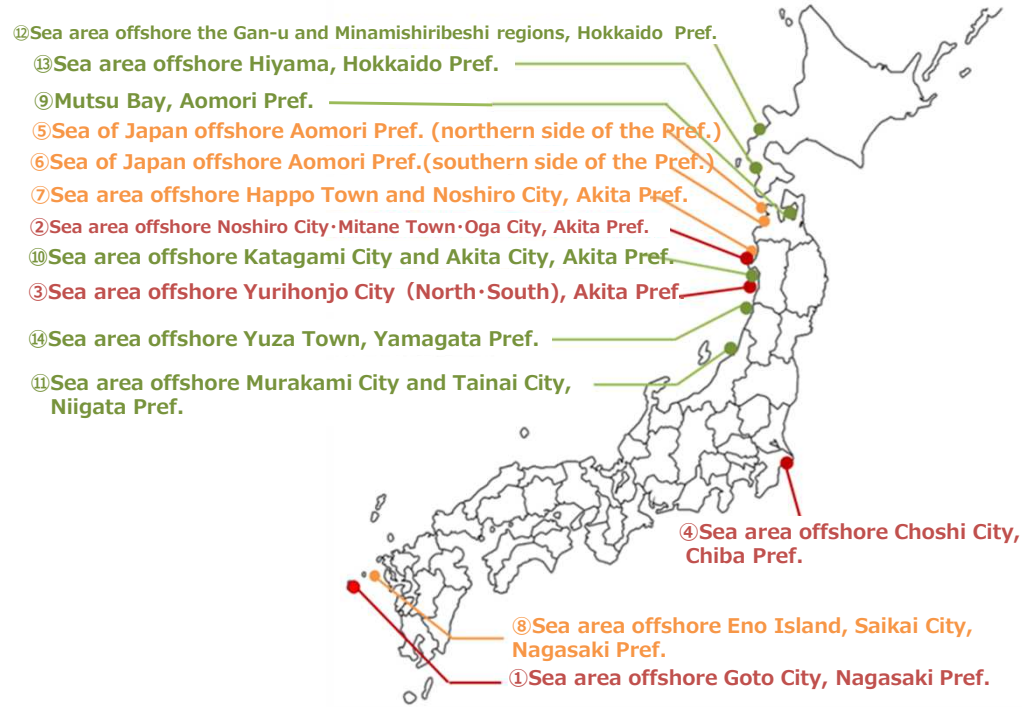 ⑫Sea area offshore the Gan-u and Minamishiribeshi regions, Hokkaido Pref.
⑬Sea area offshore Hiyama, Hokkaido Pref.
⑨Mutsu Bay, Aomori Pref.
⑤Sea of Japan offshore Aomori Pref. (northern side of the Pref.)
⑥Sea of Japan offshore Aomori Pref.(southern side of the Pref.)
⑦Sea area offshore Happo Town and Noshiro City, Akita Pref.
②Sea area offshore Noshiro City・Mitane Town・Oga City, Akita Pref.
⑩Sea area offshore Katagami City and Akita City, Akita Pref.
③Sea area offshore Yurihonjo City（North・South), Akita Pref.
⑭Sea area offshore Yuza Town, Yamagata Pref.
⑪Sea area offshore Murakami City and Tainai City,
Niigata Pref.
④Sea area offshore Choshi City,
Chiba Pref.
⑧Sea area offshore Eno Island, Saikai City,
Nagasaki Pref.
①Sea area offshore Goto City, Nagasaki Pref.